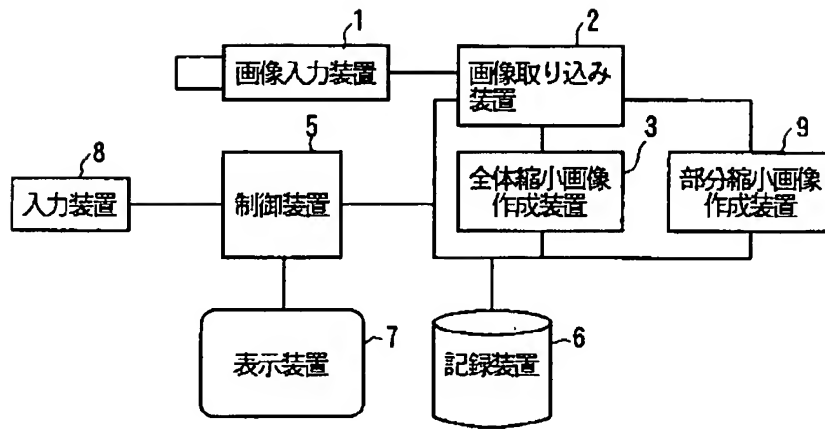 1
2
画像入力装置
画像取り込み
装置
8
5
3
9
入力装置
制御装置
全体縮小画像
作成装置
部分縮小画像
作成装置
表示装置
7
記録装置
6